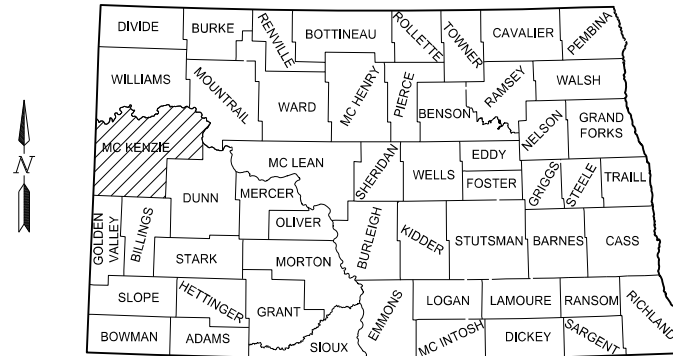 DIVIDE
BURKE
RENVILLE
BOTTINEAU
ROLLETTE
TOWNER
CAVALIER
PEMBINA
WILLIAMS
MOUNTRAIL
WARD
MC HENRY
PIERCE
BENSON
RAMSEY
WALSH
N
MC KENZIE
MC LEAN
SHERIDAN
WELLS
EDDY
FOSTER
NELSON
GRAND
FORKS
DUNN
MERCER
OLIVER
GRIGGS
STEELE
TRAILL
GOLDEN
VALLEY
BILLINGS
STARK
MORTON
BURLEIGH
KIDDER
STUTSMAN
BARNES
CASS
SLOPE
HETTINGER
GRANT
EMMONS
LOGAN
LAMOURE
RANSOM
RICHLAND
BOWMAN
ADAMS
SIOUX
MC INTOSH
DICKEY
SARGENT